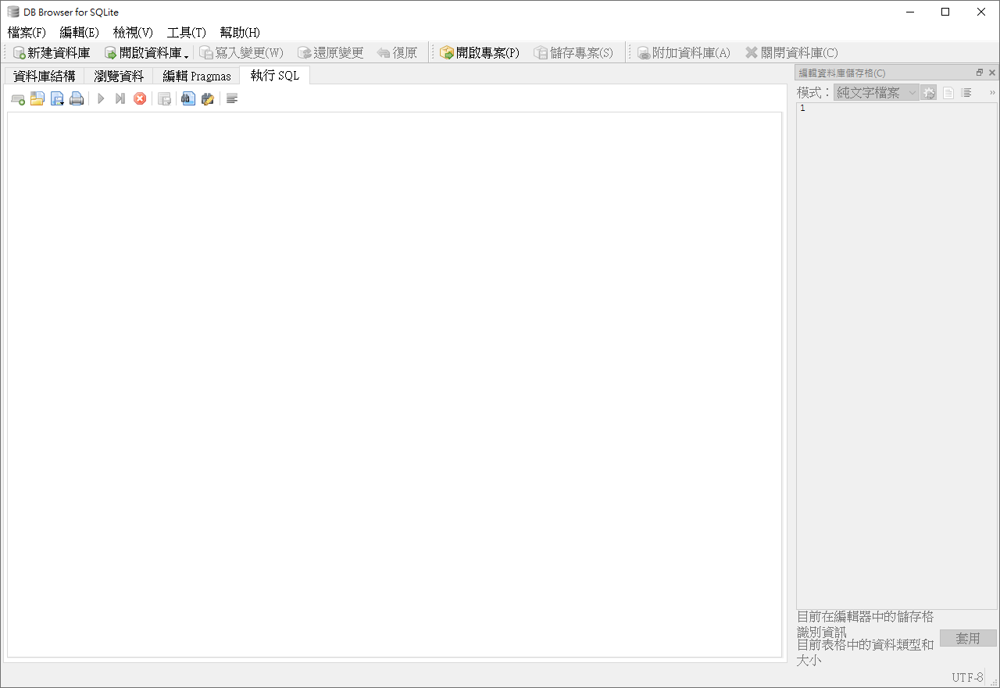 DB Browser for SQLite
檔案(F) 編輯(E) 檢視(V) 工具(T) 幫助(H)
新建資料庫 開啟資料庫 寫入變更(W) 還原變更 復原 開啟專案(P) 儲存專案(S) 附加資料庫(A) 關閉資料庫(C)
資料庫結構 瀏覽資料 編輯 Pragmas 執行 SQL
編輯資料庫儲存格(C)
模式： 純文字檔案 »
1
目前在編輯器中的儲存格
識別資訊
目前表格中的資料類型和
大小
套用
UTF-8